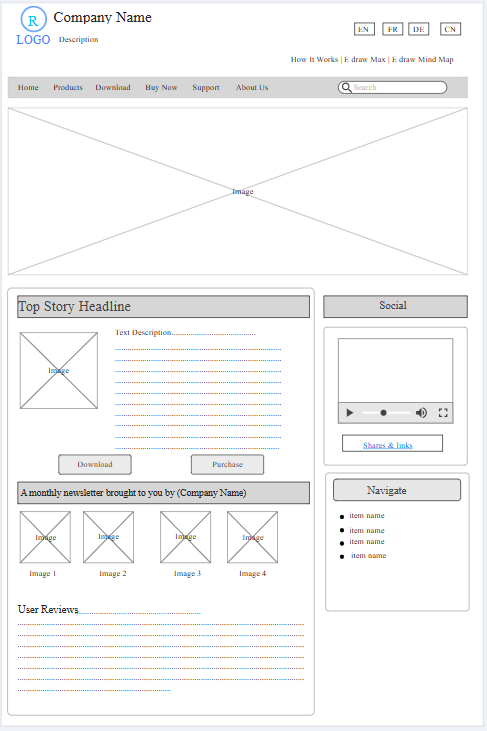 R
Company Name
LOGO
Description
EN FR DE CN
How It Works | E draw Max | E draw Mind Map
Home Products Download Buy Now Support About Us Search
Image
Top Story Headline
Image
Text Description
Download Purchase
A monthly newsletter brought to you by (Company Name)
Image Image Image Image
Image 1 Image 2 Image 3 Image 4
User Reviews
Social
Shares & links
Navigate
item name
item name
item name
item name